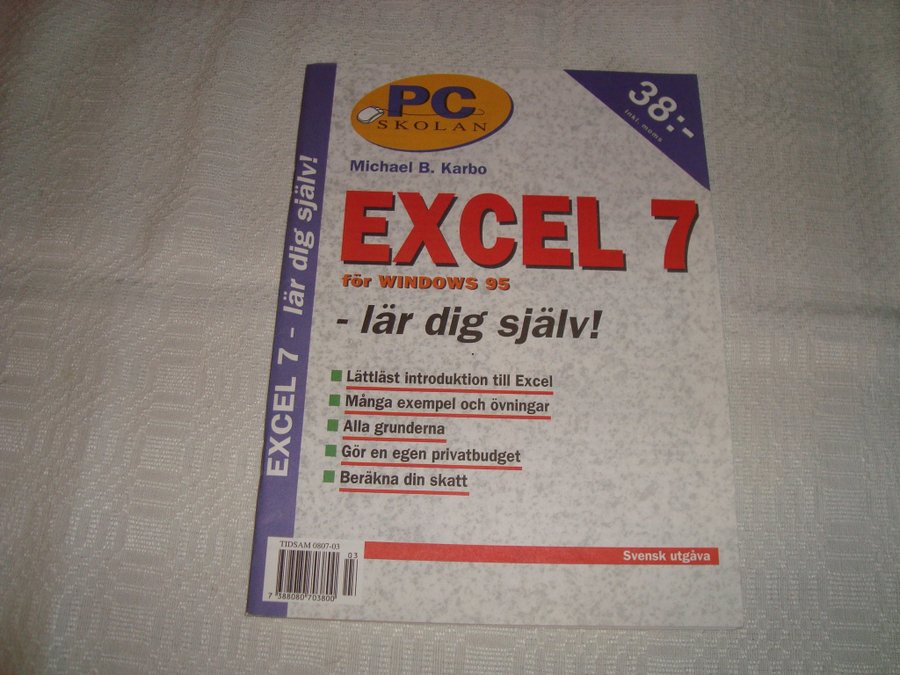 PC
SKOLAN
38:-
inkl. moms
Michael B. Karbo
EXCEL 7
för WINDOWS 95
- lär dig själv!
Lättläst introduktion till Excel
Många exempel och övningar
Alla grunderna
Gör en egen privatbudget
Beräkna din skatt
Svensk utgåva
TIDSAM 0807-03
03
7 388080 703800
EXCEL 7 - lär dig själv!